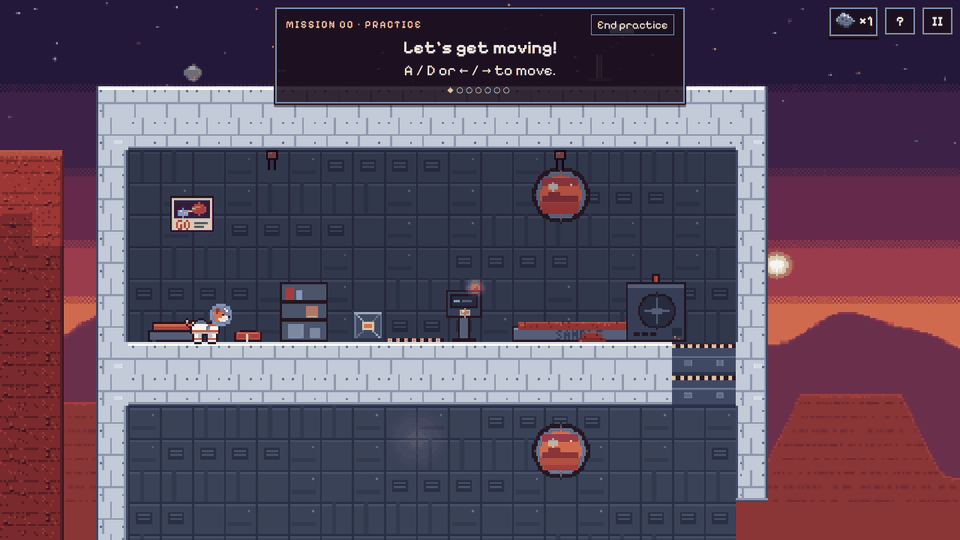 MISSION 00 · PRACTICE
End practice
×1
?
II
Let's get moving!
A / D or ← / → to move.
GO